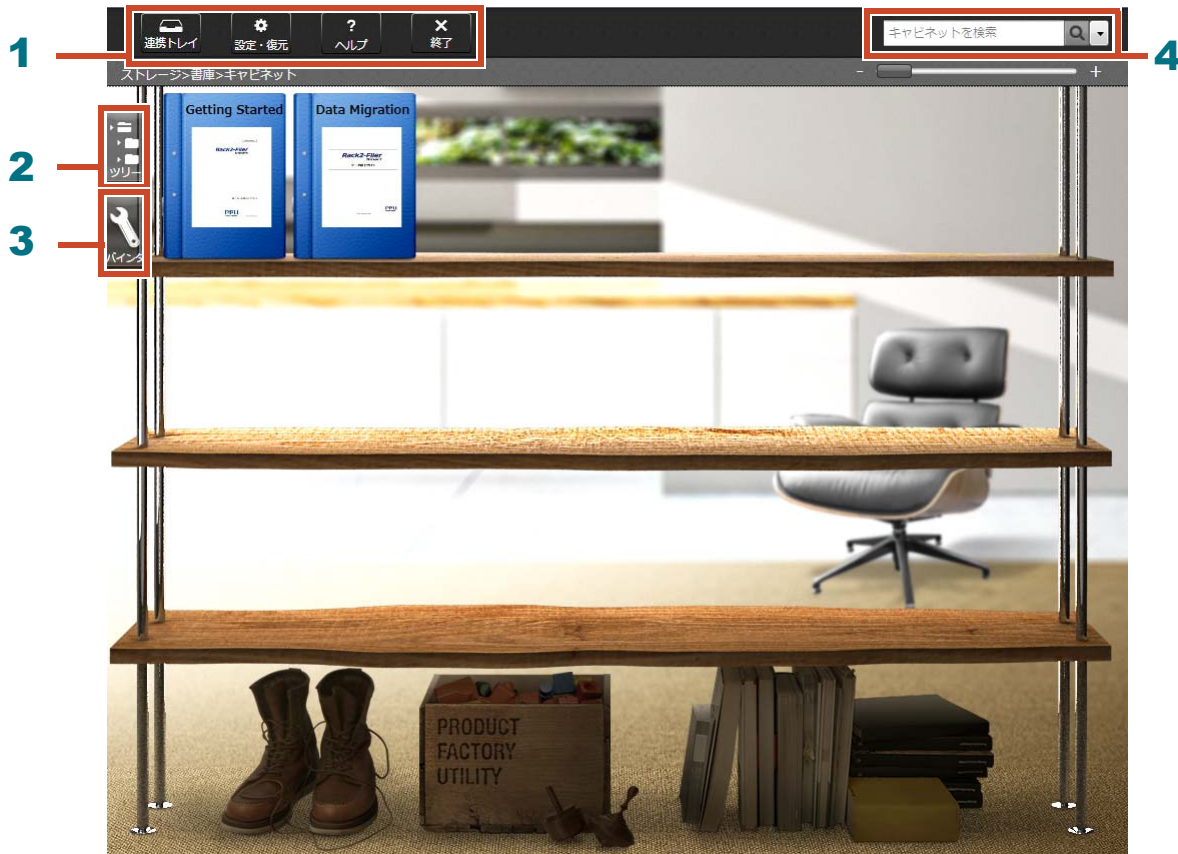 連携トレイ
設定・復元
?
ヘルプ
×
終了
キャビネットを検索
1
4
ストレージ>書庫>キャビネット
-
+
Getting Started
Data Migration
Rack2-Filer
Rack2-Filer
PFU
PFU
2
ツリー
3
バインダ
PRODUCT
FACTORY
UTILITY